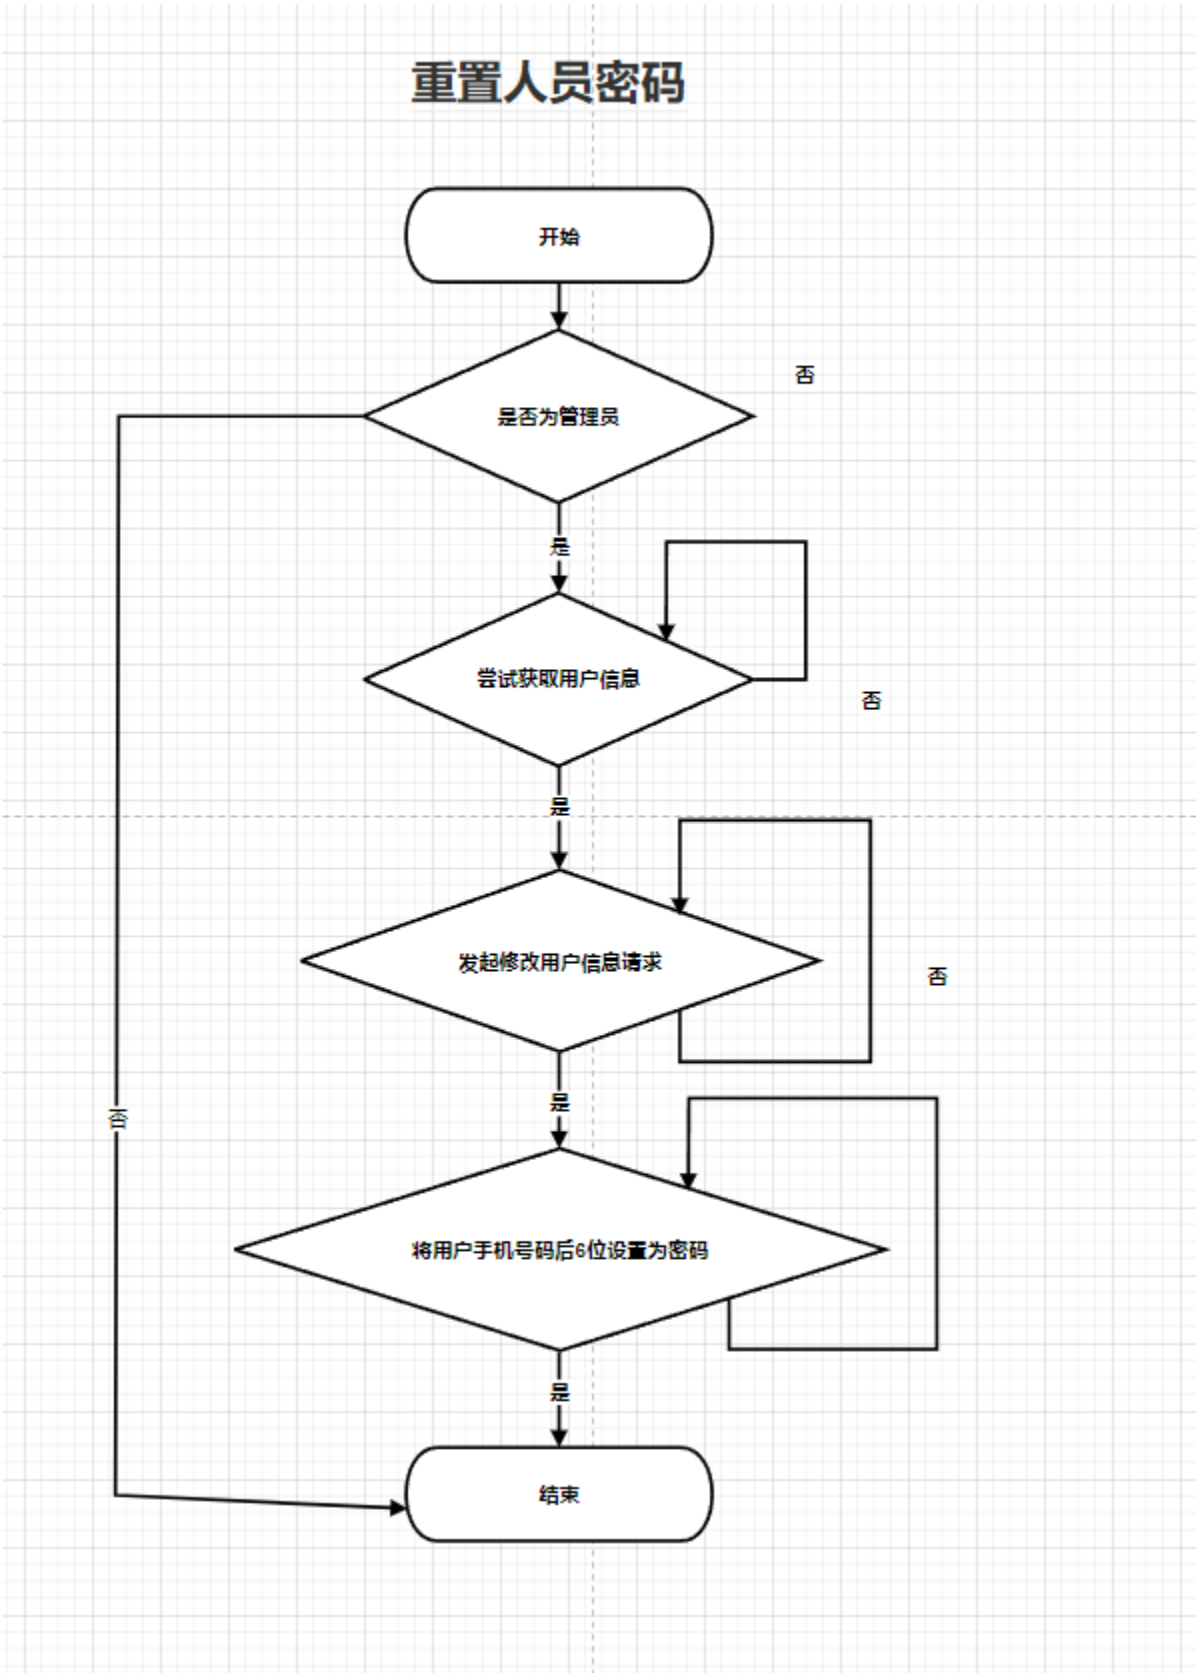 重置人员密码
开始
否
是否为管理员
是
尝试获取用户信息
否
是
发起修改用户信息请求
否
是
否
将用户手机号码后6位设置为密码
是
结束